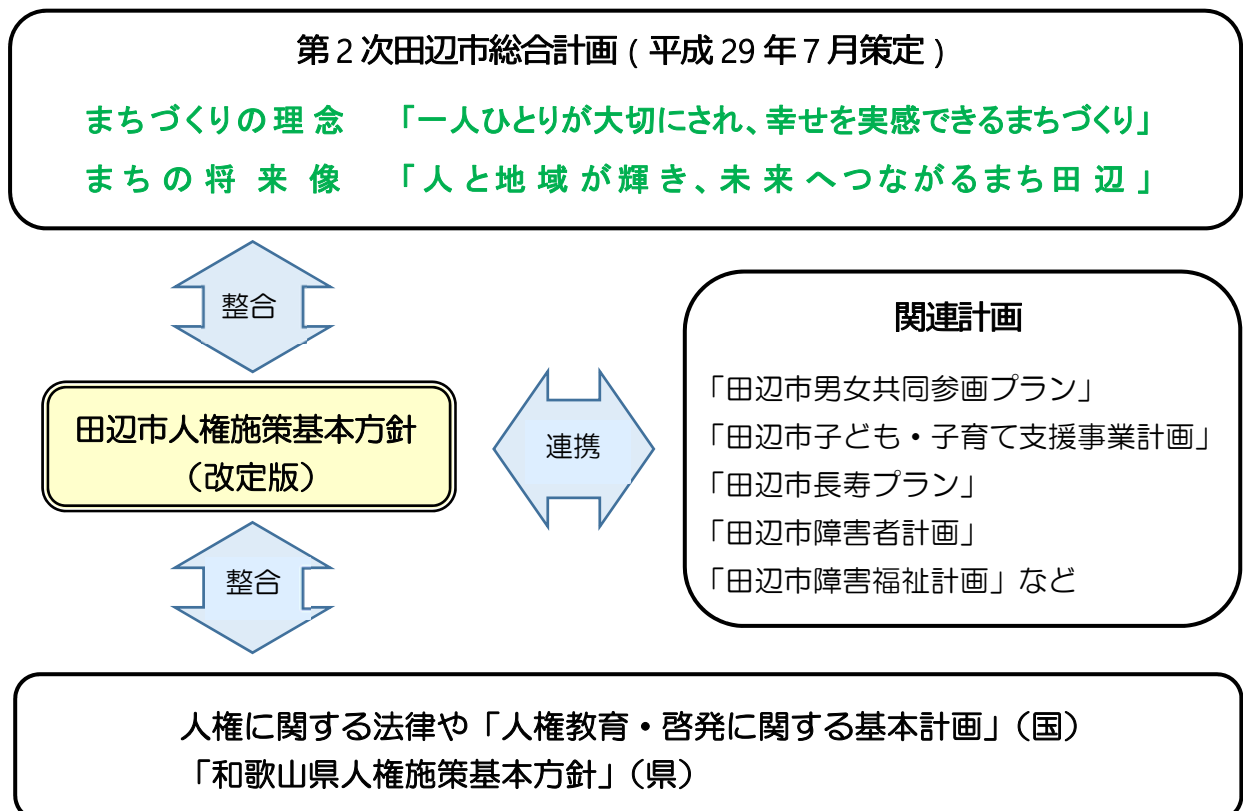 第2次田辺市総合計画(平成29年7月策定)
まちづくりの理念 「一人ひとりが大切にされ、幸せを実感できるまちづくり」
まちの将来像 「人と地域が輝き、未来へつながるまち田辺」
整合
関連計画
「田辺市男女共同参画プラン」
「田辺市子ども・子育て支援事業計画」
「田辺市長寿プラン」
「田辺市障害者計画」
「田辺市障害福祉計画」など
田辺市人権施策基本方針
(改定版)
連携
整合
人権に関する法律や「人権教育・啓発に関する基本計画」(国)
「和歌山県人権施策基本方針」(県)